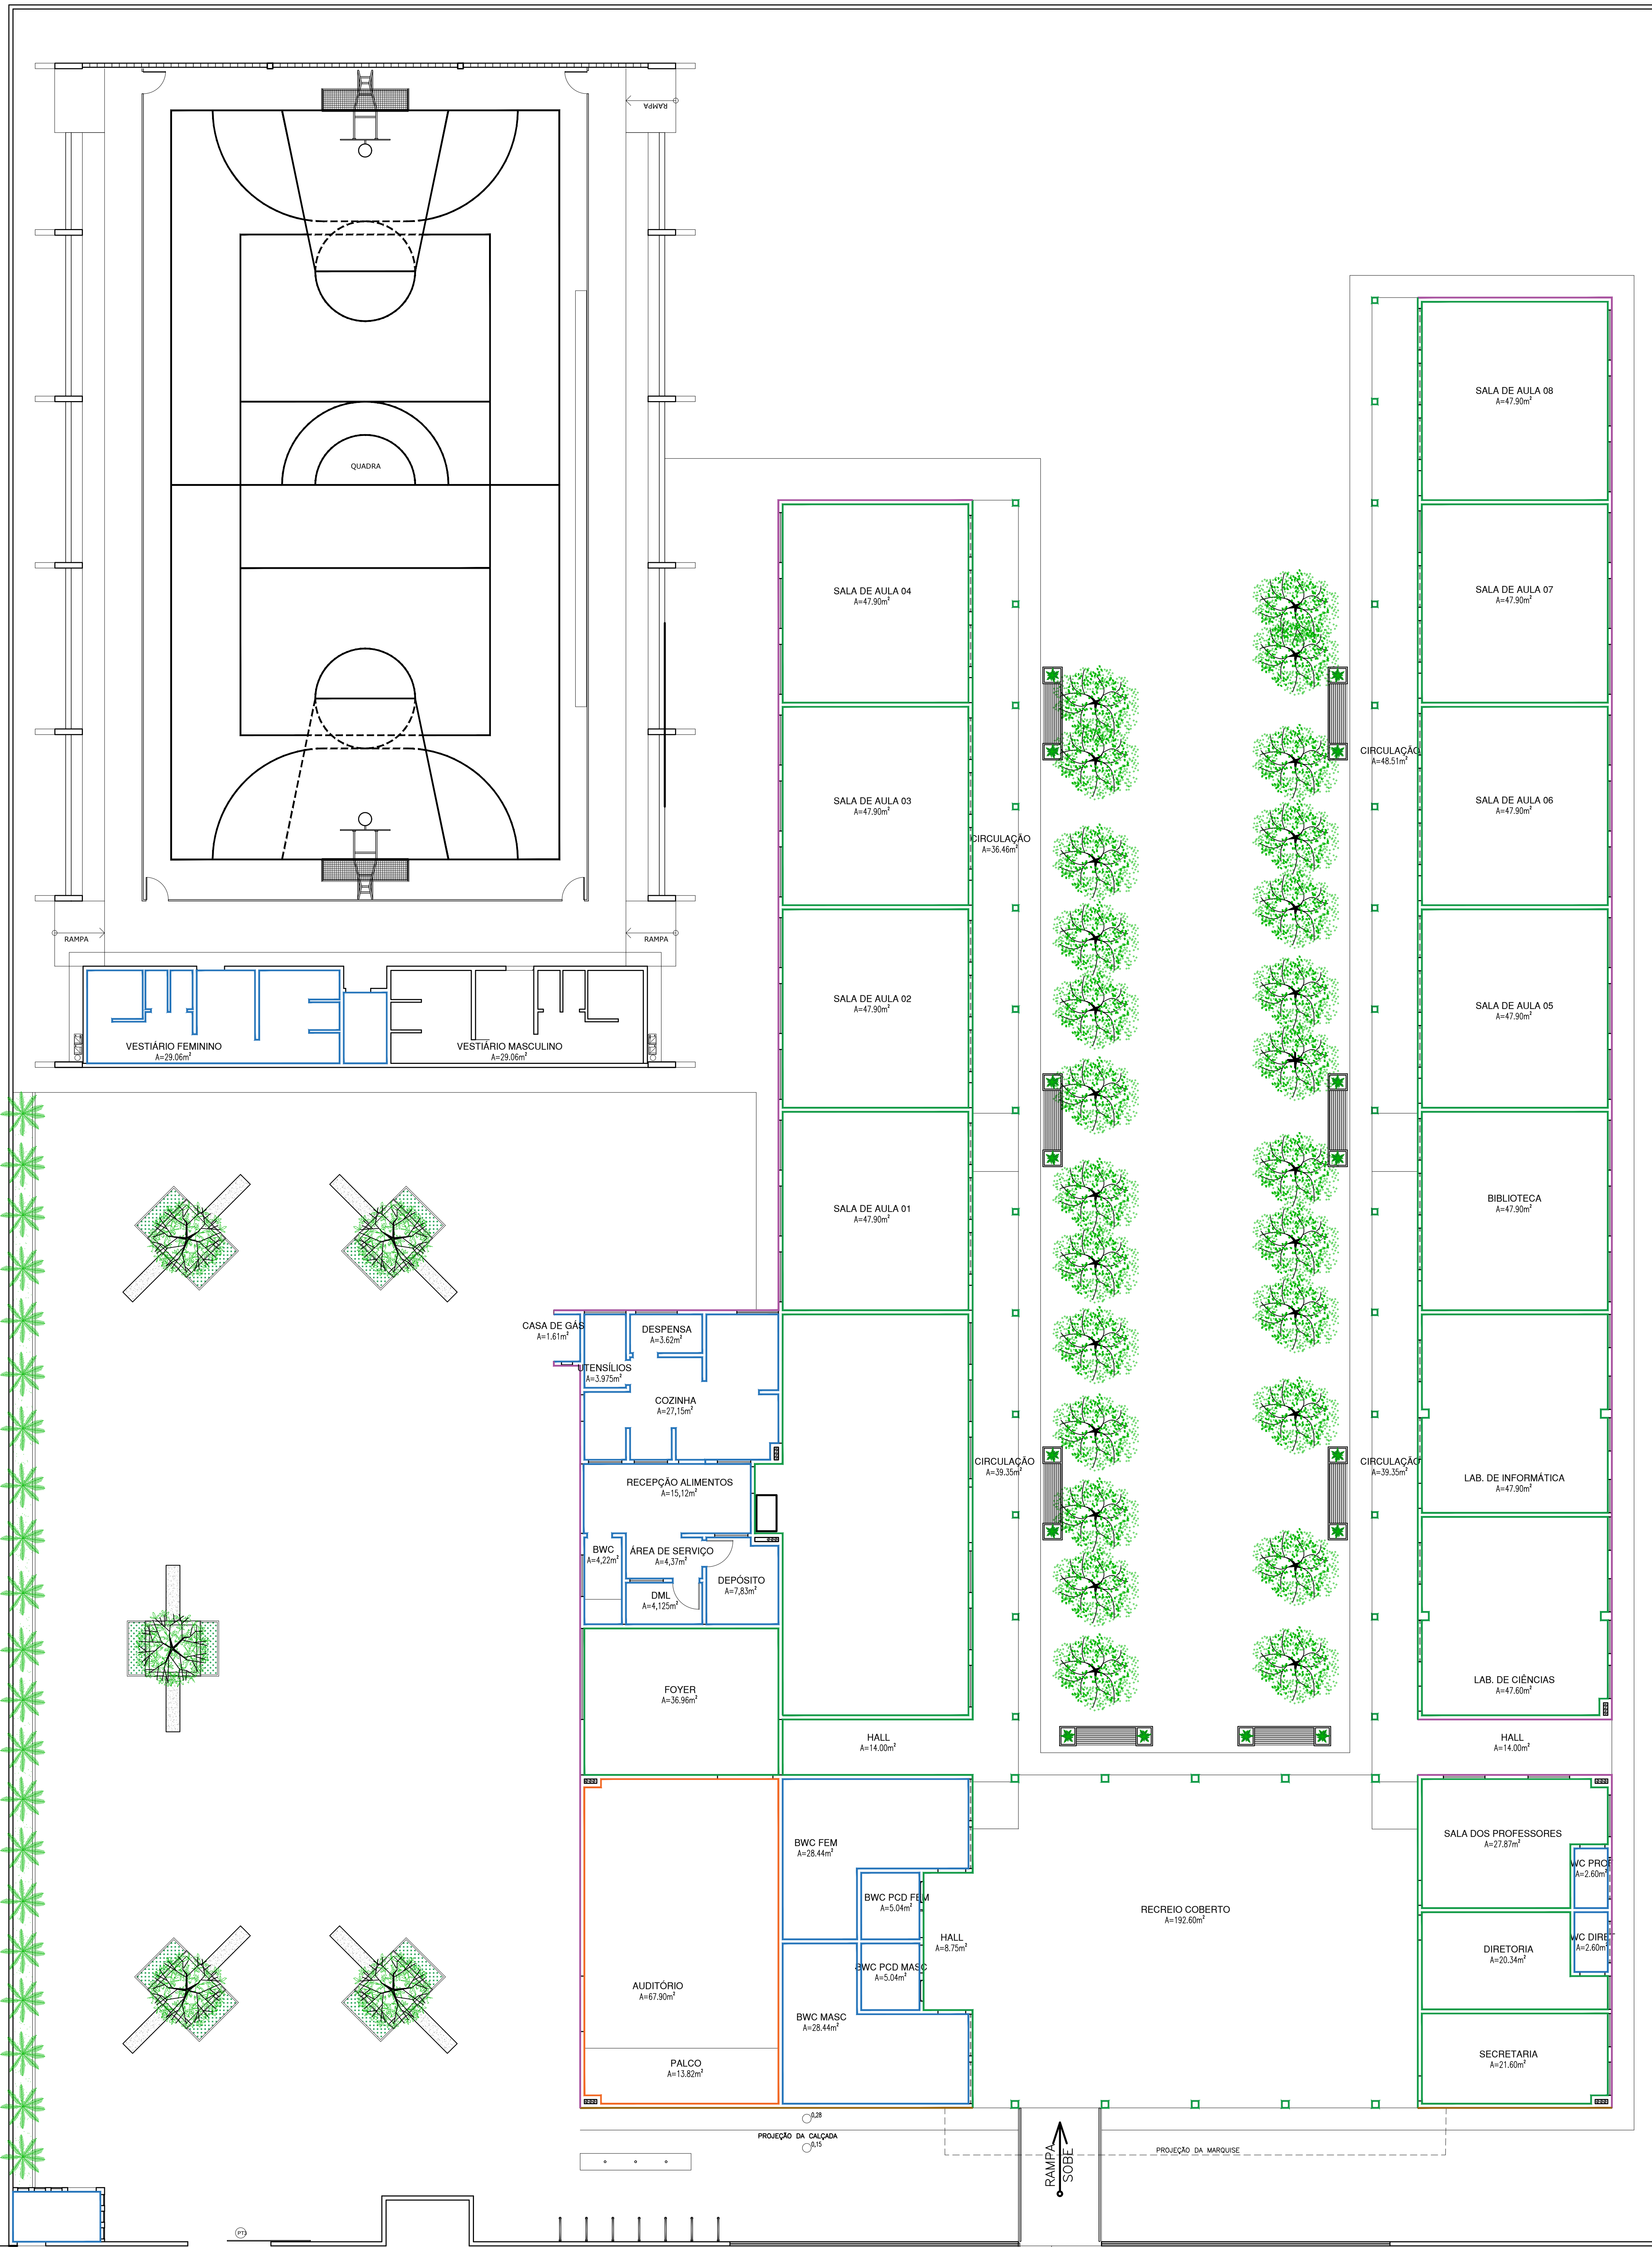 RAMPA
QUADRA
SALA DE AULA 08
A=47.90m²
SALA DE AULA 04
A=47.90m²
SALA DE AULA 07
A=47.90m²
CIRCULAÇÃO
A=48.51m²
SALA DE AULA 03
A=47.90m²
SALA DE AULA 06
A=47.90m²
CIRCULAÇÃO
A=36.46m²
RAMPA
RAMPA
SALA DE AULA 02
A=47.90m²
SALA DE AULA 05
A=47.90m²
VESTIÁRIO FEMININO
A=29.06m²
VESTIÁRIO MASCULINO
A=29.06m²
SALA DE AULA 01
A=47.90m²
BIBLIOTECA
A=47.90m²
CASA DE GÁS
A=1.61m²
DESPENSA
A=3.62m²
UTENSÍLIOS
A=3.975m²
COZINHA
A=27,15m²
RECEPÇÃO ALIMENTOS
A=15,12m²
CIRCULAÇÃO
A=39.35m²
CIRCULAÇÃO
A=39.35m²
LAB. DE INFORMÁTICA
A=47.90m²
BWC
A=4,22m²
ÁREA DE SERVIÇO
A=4,37m²
DEPÓSITO
A=7,83m²
DML
A=4,125m²
FOYER
A=36.96m²
LAB. DE CIÊNCIAS
A=47.60m²
HALL
A=14.00m²
HALL
A=14.00m²
BWC FEM
A=28.44m²
SALA DOS PROFESSORES
A=27.87m²
WC PROF
A=2.60m²
BWC PCD FEM
A=5.04m²
RECREIO COBERTO
A=192.60m²
HALL
A=8.75m²
WC DIRET
A=2.60m²
DIRETORIA
A=20.34m²
BWC PCD MASC
A=5.04m²
AUDITÓRIO
A=67.90m²
BWC MASC
A=28.44m²
PALCO
A=13.82m²
SECRETARIA
A=21.60m²
0,28
PROJEÇÃO DA CALÇADA
0,15
PROJEÇÃO DA MARQUISE
RAMPA
SOBE